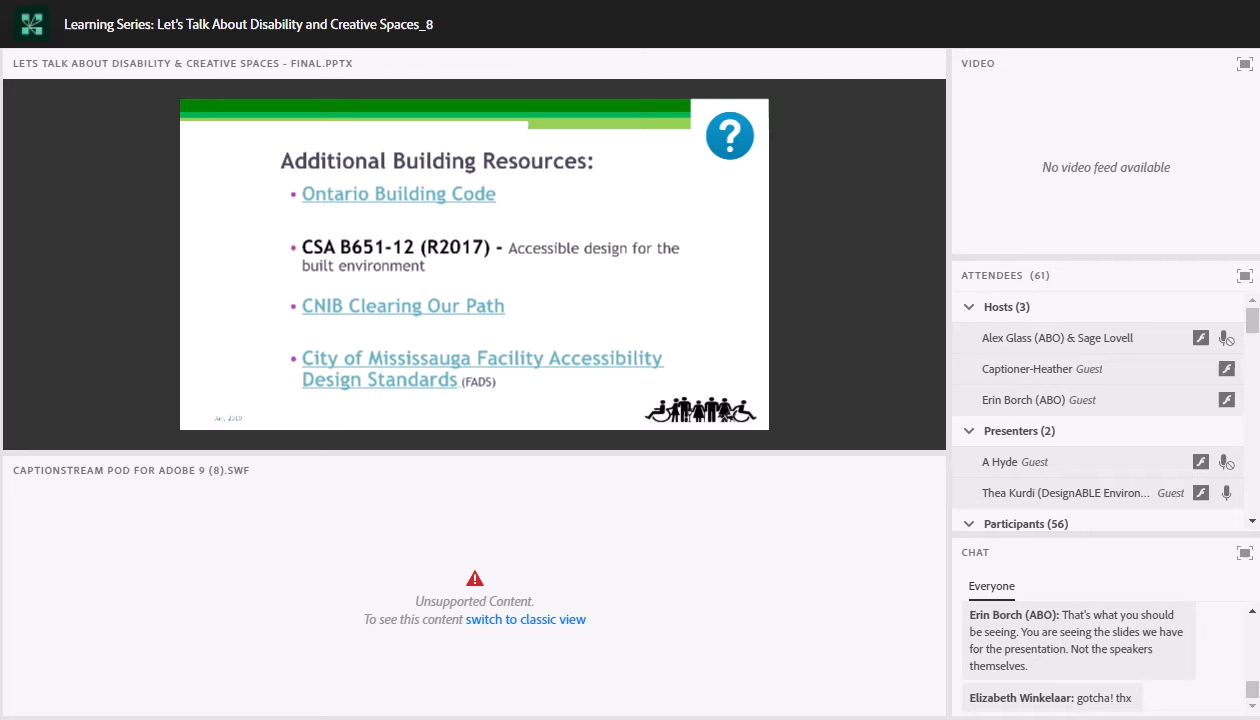 Learning Series: Let's Talk About Disability and Creative Spaces_8
LETS TALK ABOUT DISABILITY & CREATIVE SPACES - FINAL.PPTX
?
Additional Building Resources:
• Ontario Building Code
• CSA B651-12 (R2017) - Accessible design for the
built environment
• CNIB Clearing Our Path
• City of Mississauga Facility Accessibility
Design Standards (FADS)
Jan, 2019
CAPTIONSTREAM POD FOR ADOBE 9 (8).SWF
Unsupported Content.
To see this content switch to classic view
VIDEO
No video feed available
ATTENDEES (61)
Hosts (3)
Alex Glass (ABO) & Sage Lovell
Captioner-Heather Guest
Erin Borch (ABO) Guest
Presenters (2)
A Hyde Guest
Thea Kurdi (DesignABLE Environ... Guest
Participants (56)
CHAT
Everyone
Erin Borch (ABO): That's what you should
be seeing. You are seeing the slides we have
for the presentation. Not the speakers
themselves.
Elizabeth Winkelaar: gotcha! thx